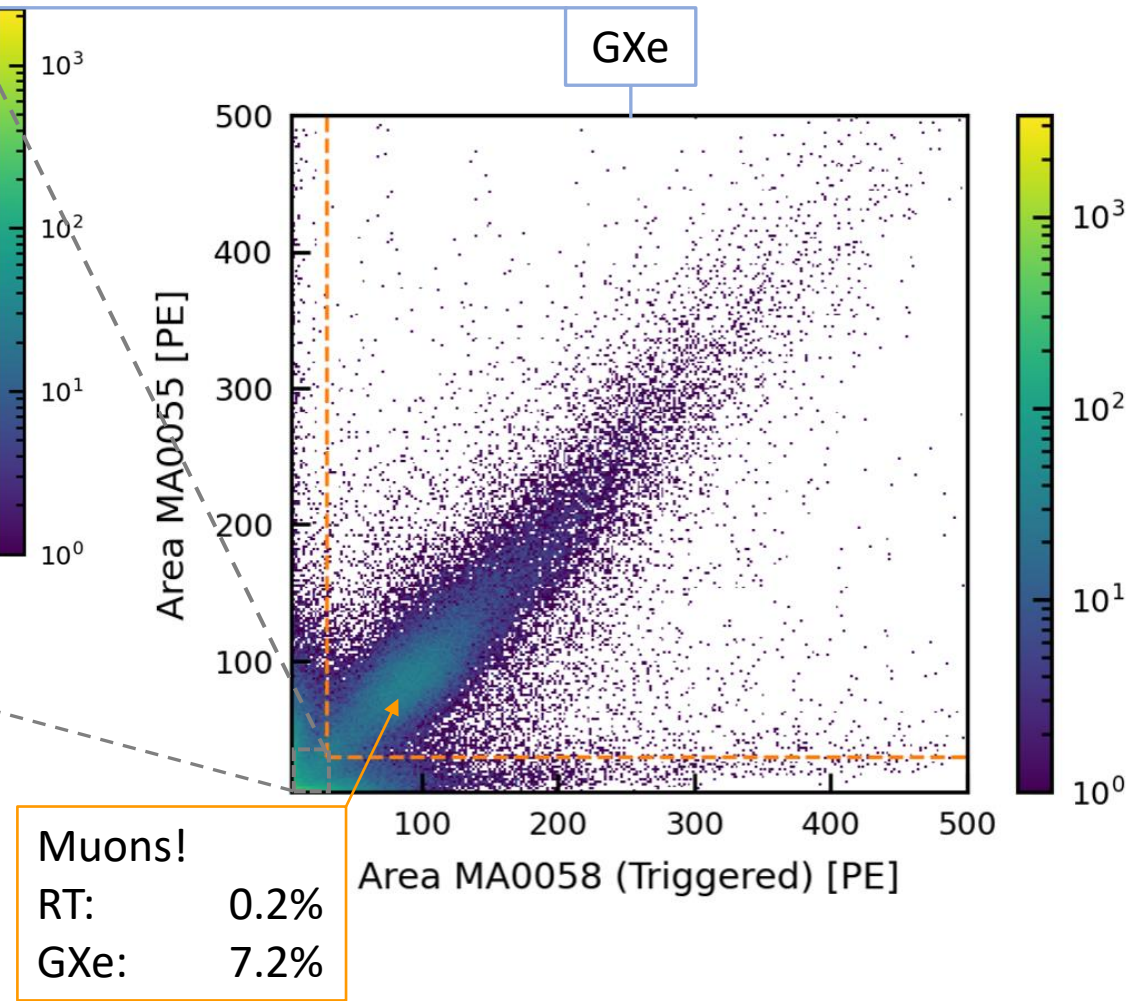 GXe
10³
10²
10¹
10⁰
500
400
300
200
100
Area MA0055 [PE]
100 200 300 400 500
Area MA0058 (Triggered) [PE]
10³
10²
10¹
10⁰
Muons!
RT: 0.2%
GXe: 7.2%